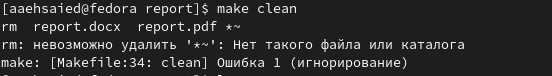 [aaehsaied@fedora report]$ make clean
rm  report.docx  report.pdf *~
rm: невозможно удалить '*~': Нет такого файла или каталога
make: [Makefile:34: clean] Ошибка 1 (игнорирование)